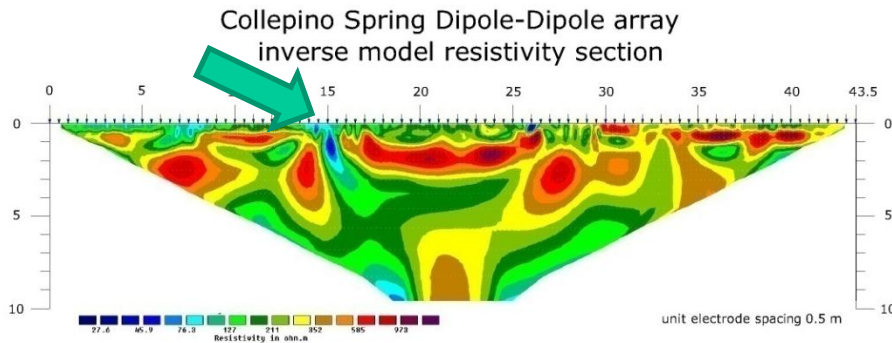 Collepino Spring Dipole-Dipole array
inverse model resistivity section
0 5 15 20 25 30 35 40 43.5
0 0
5 5
10 10
27.6 45.9 76.3 127 211 352 585 973
Resistivity in ohm.m
unit electrode spacing 0.5 m